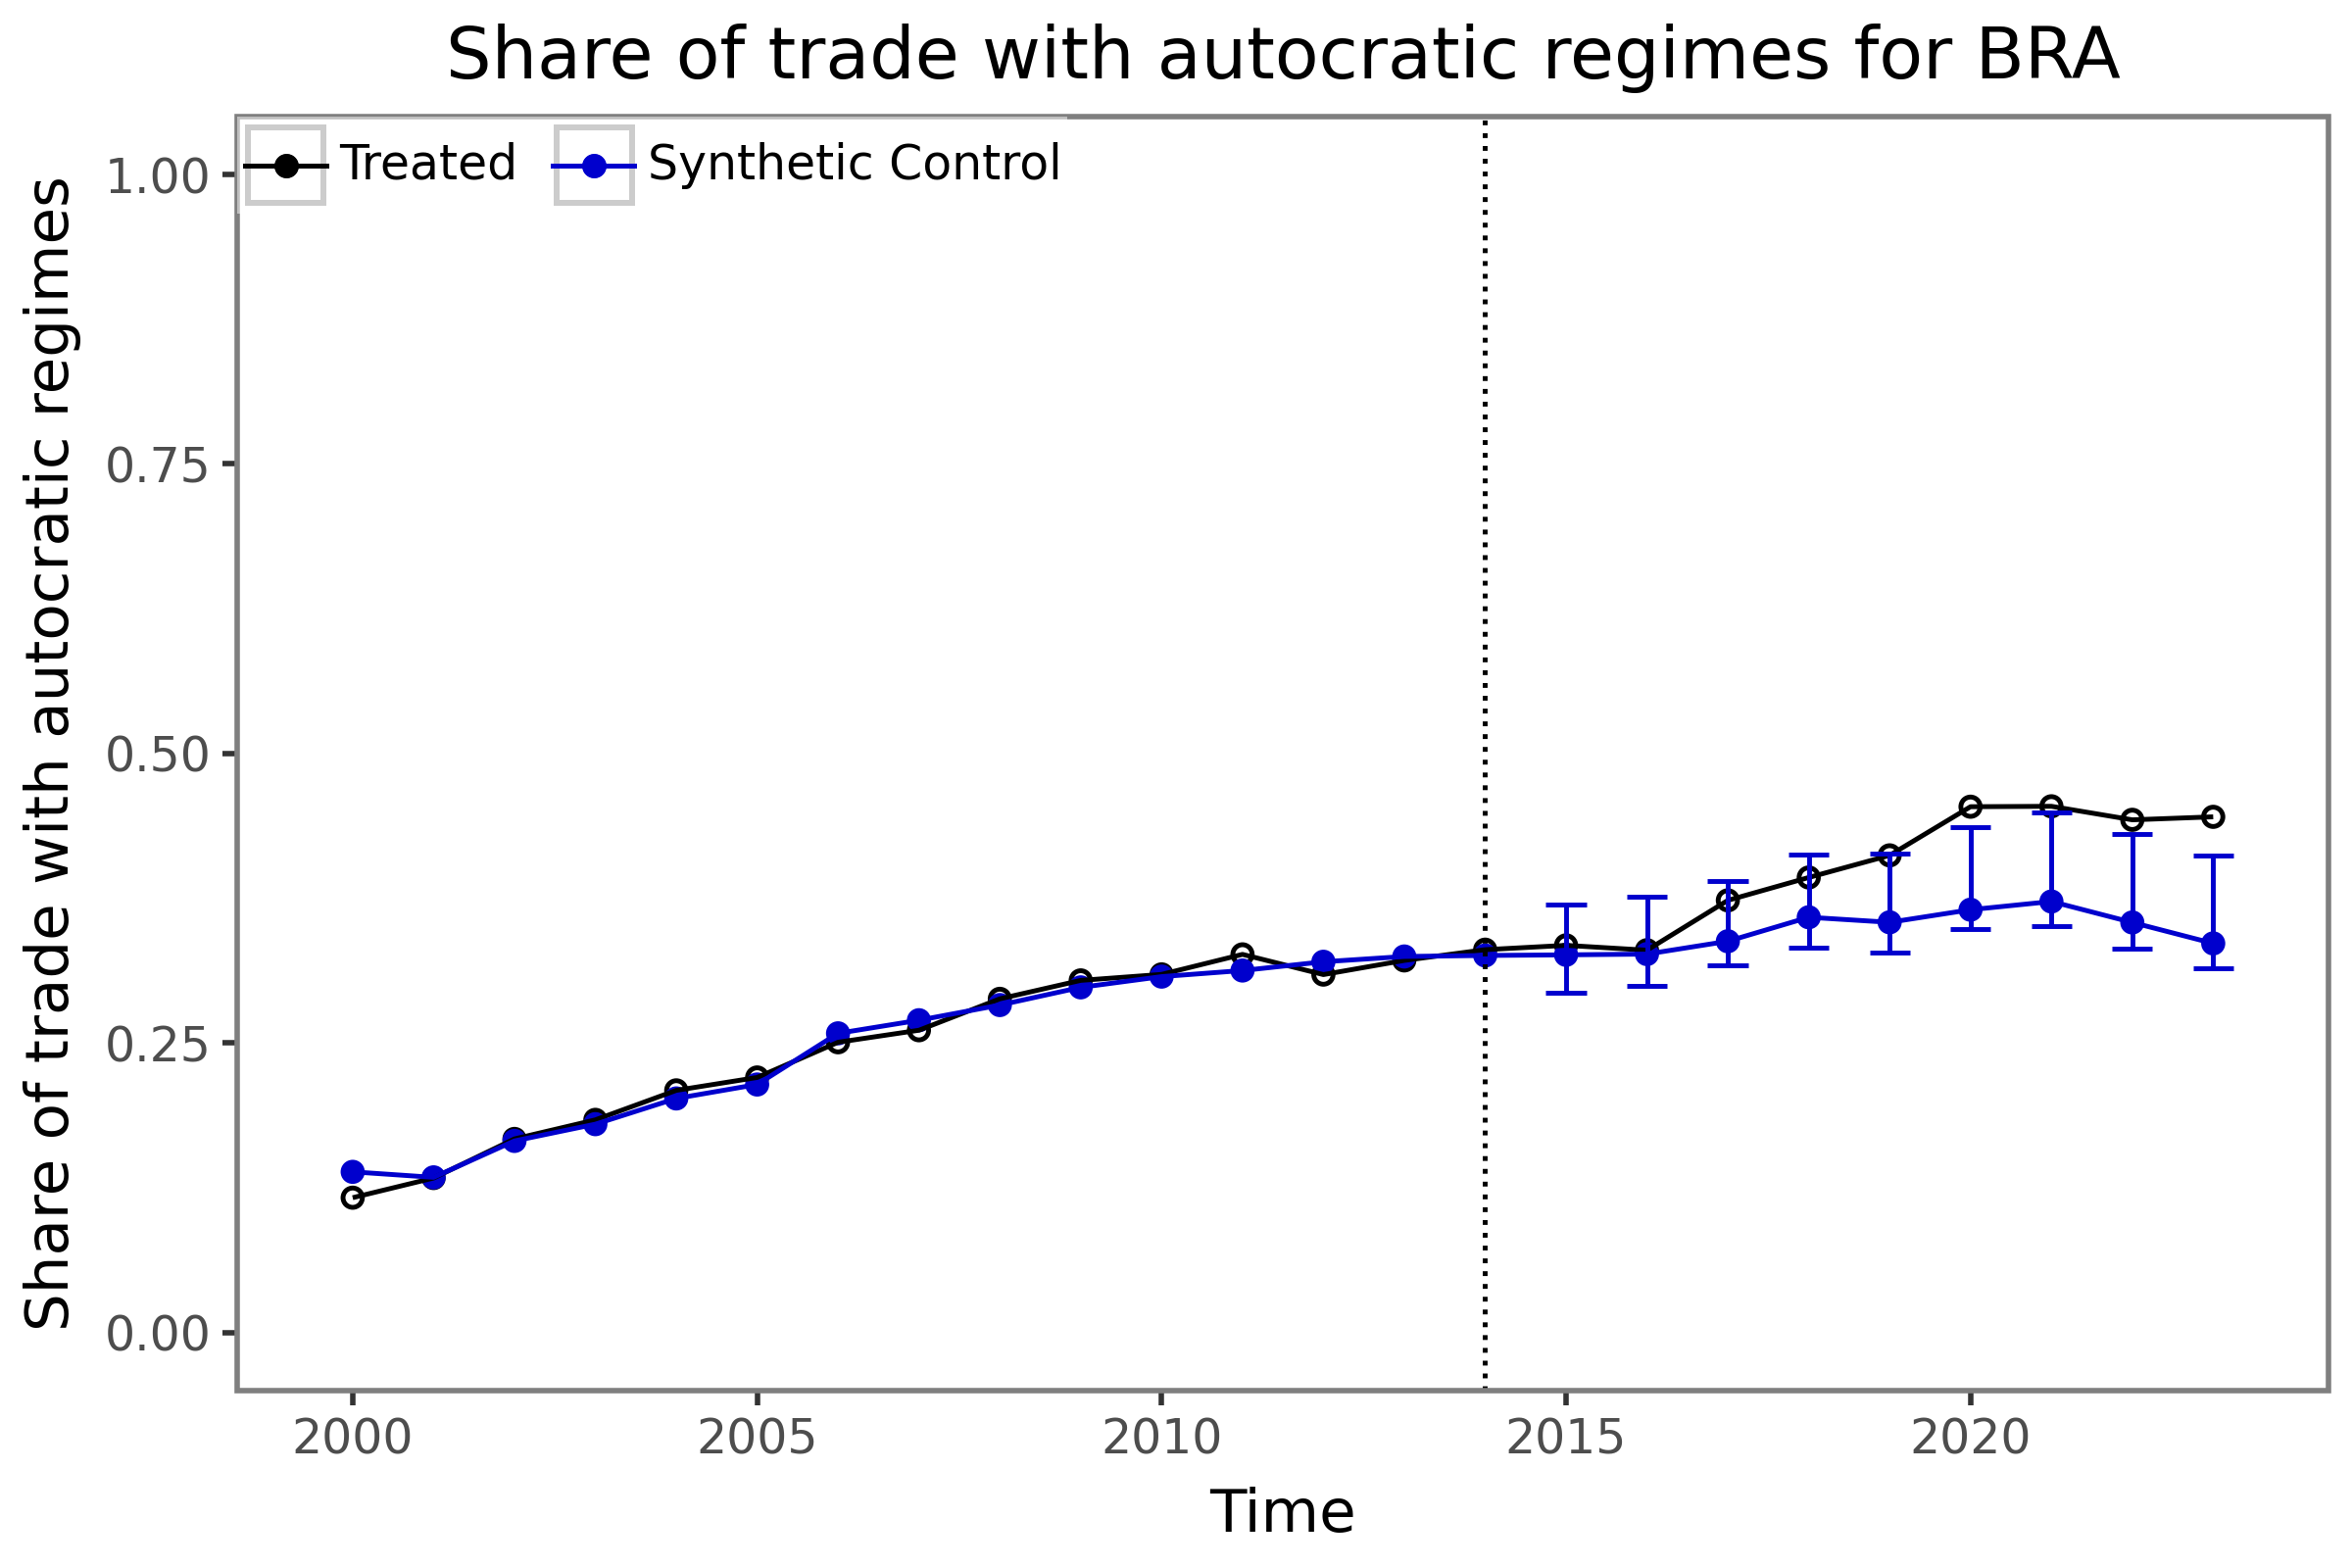 Share of trade with autocratic regimes for BRA
Treated
Synthetic Control
Share of trade with autocratic regimes
1.00
0.75
0.50
0.25
0.00
2000
2005
2010
2015
2020
Time